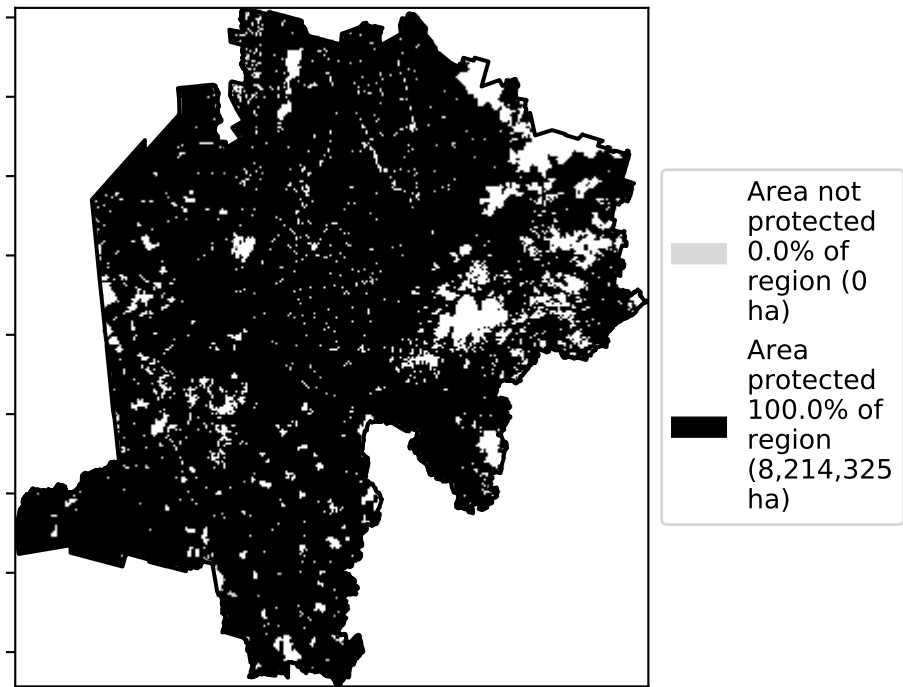 Area not
protected
0.0% of
region (0
ha)
Area
protected
100.0% of
region
(8,214,325
ha)